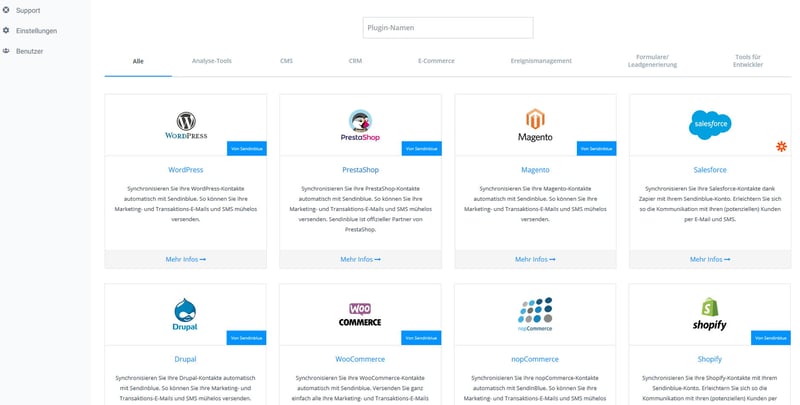 Support
Einstellungen
Benutzer
Plugin-Namen
Alle
Analyse-Tools
CMS
CRM
E-Commerce
Ereignismanagement
Formulare/
Leadgenerierung
Tools für
Entwickler
WORDPRESS
Von Sendinblue
WordPress
Synchronisieren Sie Ihre WordPress-Kontakte
automatisch mit Sendinblue. So können Sie Ihre
Marketing- und Transaktions-E-Mails und SMS mühelos
versenden.
Mehr Infos
PRESTASHOP
Von Sendinblue
PrestaShop
Synchronisieren Sie Ihre PrestaShop-Kontakte
automatisch mit Sendinblue. So können Sie Ihre
Marketing- und Transaktions-E-Mails und SMS mühelos
versenden. Sendinblue ist offizieller Partner von
PrestaShop.
Mehr Infos
Magento
Von Sendinblue
Magento
Synchronisieren Sie Ihre Magento-Kontakte
automatisch mit Sendinblue. So können Sie Ihre
Marketing- und Transaktions-E-Mails und SMS mühelos
versenden.
Mehr Infos
salesforce
Salesforce
Synchronisieren Sie Ihre Salesforce-Kontakte dank
Zapier mit Ihrem Sendinblue-Konto. Erleichtern Sie sich
so die Kommunikation mit Ihren (potenziellen) Kunden
per E-Mail und SMS.
Mehr Infos
Drupal
Von Sendinblue
Drupal
Synchronisieren Sie Ihre Drupal-Kontakte automatisch
mit Sendinblue. So können Sie Ihre Marketing- und
Transaktions-E-Mails und SMS mühelos versenden.
WOO
COMMERCE
Von Sendinblue
WooCommerce
Synchronisieren Sie Ihre WooCommerce-Kontakte
automatisch mit Sendinblue. Versenden Sie ganz
einfach alle Ihre Marketing- und Transaktions-E-Mails
nopCommerce
nopCommerce
Synchronisieren Sie Ihre nopCommerce-Kontakte
automatisch mit SendinBlue. So können Sie Ihre
Marketing- und Transaktions-E-Mails und SMS mühelos
shopify
Von Sendinblue
Shopify
Synchronisieren Sie Ihre Shopify-Kontakte mit Ihrem
Sendinblue-Konto. Erleichtern Sie sich so die
Kommunikation mit Ihren (potenziellen) Kunden per